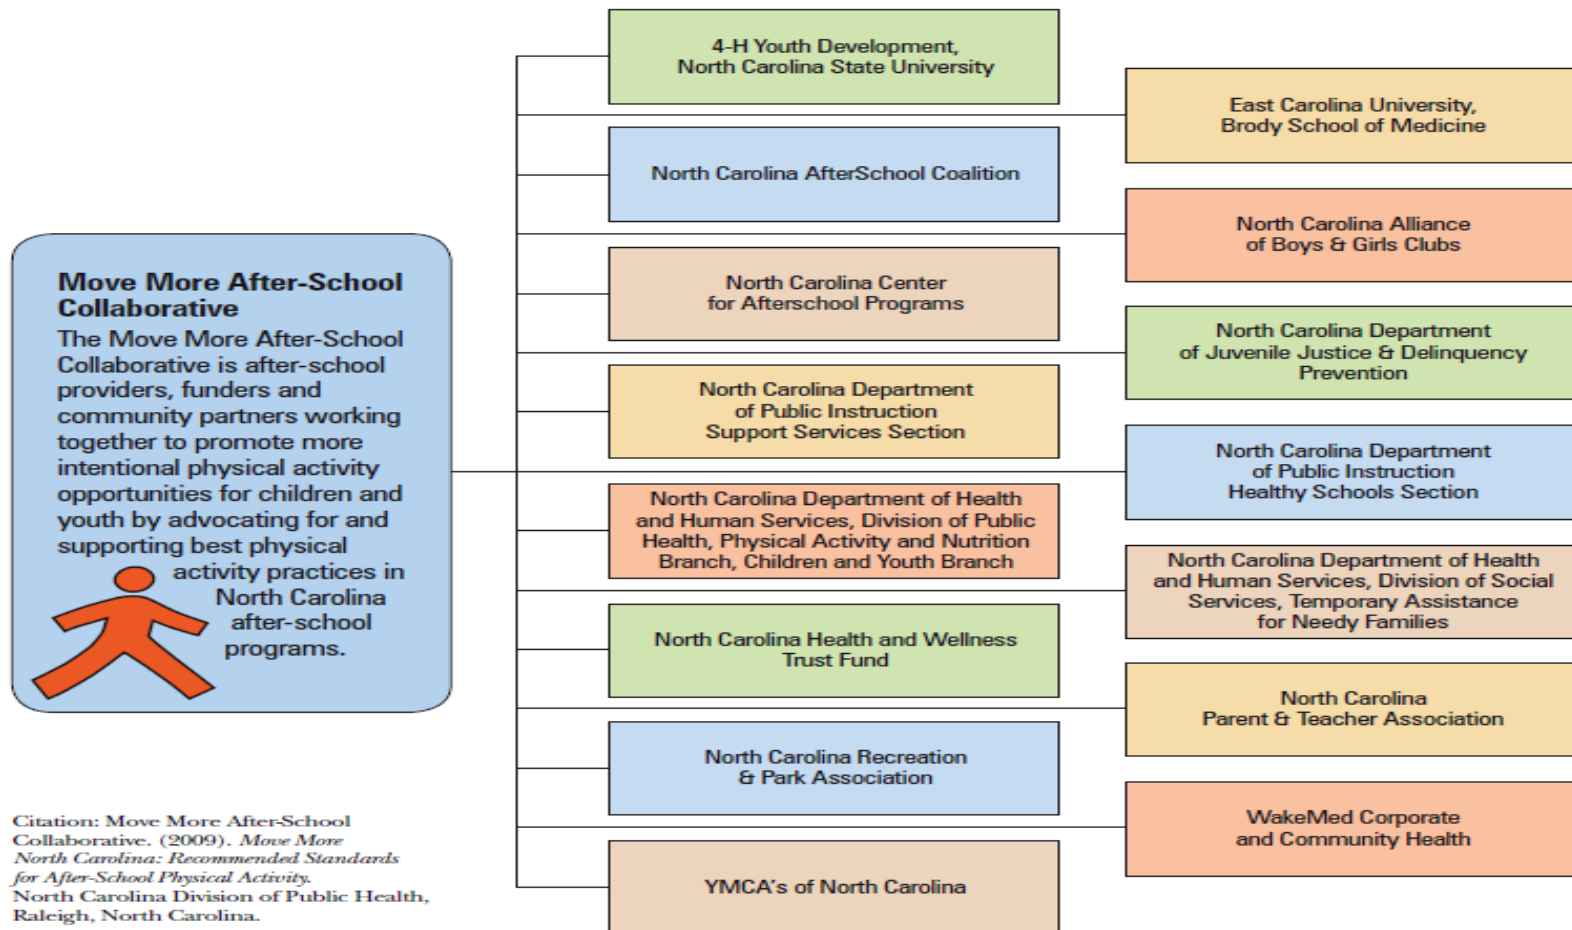 Move More After-School
Collaborative
The Move More After-School
Collaborative is after-school
providers, funders and
community partners working
together to promote more
intentional physical activity
opportunities for children and
youth by advocating for and
supporting best physical
activity practices in
North Carolina
after-school
programs.
Citation: Move More After-School
Collaborative. (2009). Move More
North Carolina: Recommended Standards
for After-School Physical Activity.
North Carolina Division of Public Health,
Raleigh, North Carolina.
4-H Youth Development,
North Carolina State University
East Carolina University,
Brody School of Medicine
North Carolina AfterSchool Coalition
North Carolina Alliance
of Boys & Girls Clubs
North Carolina Center
for Afterschool Programs
North Carolina Department
of Juvenile Justice & Delinquency
Prevention
North Carolina Department
of Public Instruction
Support Services Section
North Carolina Department
of Public Instruction
Healthy Schools Section
North Carolina Department of Health
and Human Services, Division of Public
Health, Physical Activity and Nutrition
Branch, Children and Youth Branch
North Carolina Department of Health
and Human Services, Division of Social
Services, Temporary Assistance
for Needy Families
North Carolina Health and Wellness
Trust Fund
North Carolina
Parent & Teacher Association
North Carolina Recreation
& Park Association
WakeMed Corporate
and Community Health
YMCA's of North Carolina